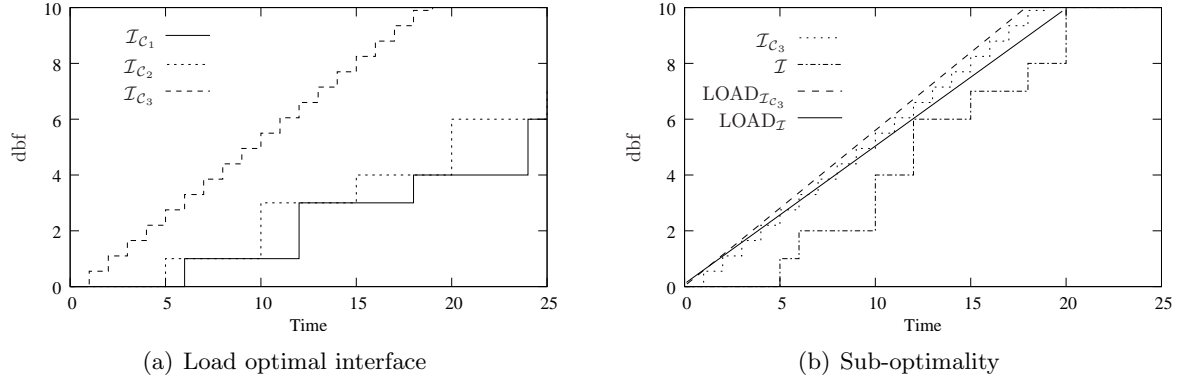 10
8
6
4
2
0
dbf
0
5
10
15
20
25
Time
I_C₁
I_C₂
I_C₃
(a) Load optimal interface
10
8
6
4
2
0
dbf
0
5
10
15
20
25
Time
I_C₃
I
LOAD_I_C₃
LOAD_I
(b) Sub-optimality